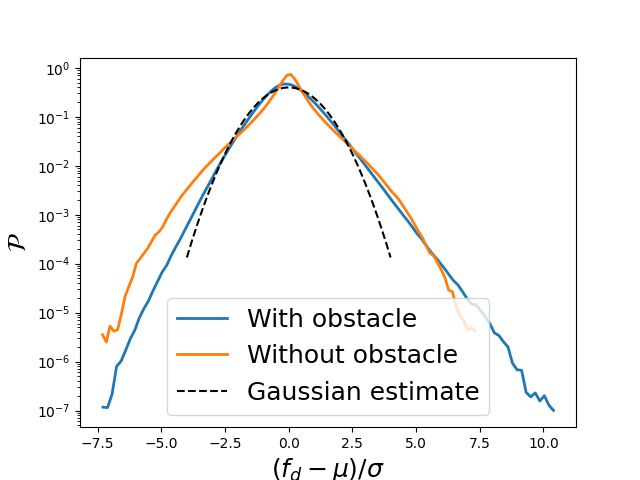 10⁰
10⁻¹
10⁻²
10⁻³
10⁻⁴
10⁻⁵
10⁻⁶
10⁻⁷
𝒫
With obstacle
Without obstacle
Gaussian estimate
−7.5 −5.0 −2.5 0.0 2.5 5.0 7.5 10.0
(f_d − μ)/σ